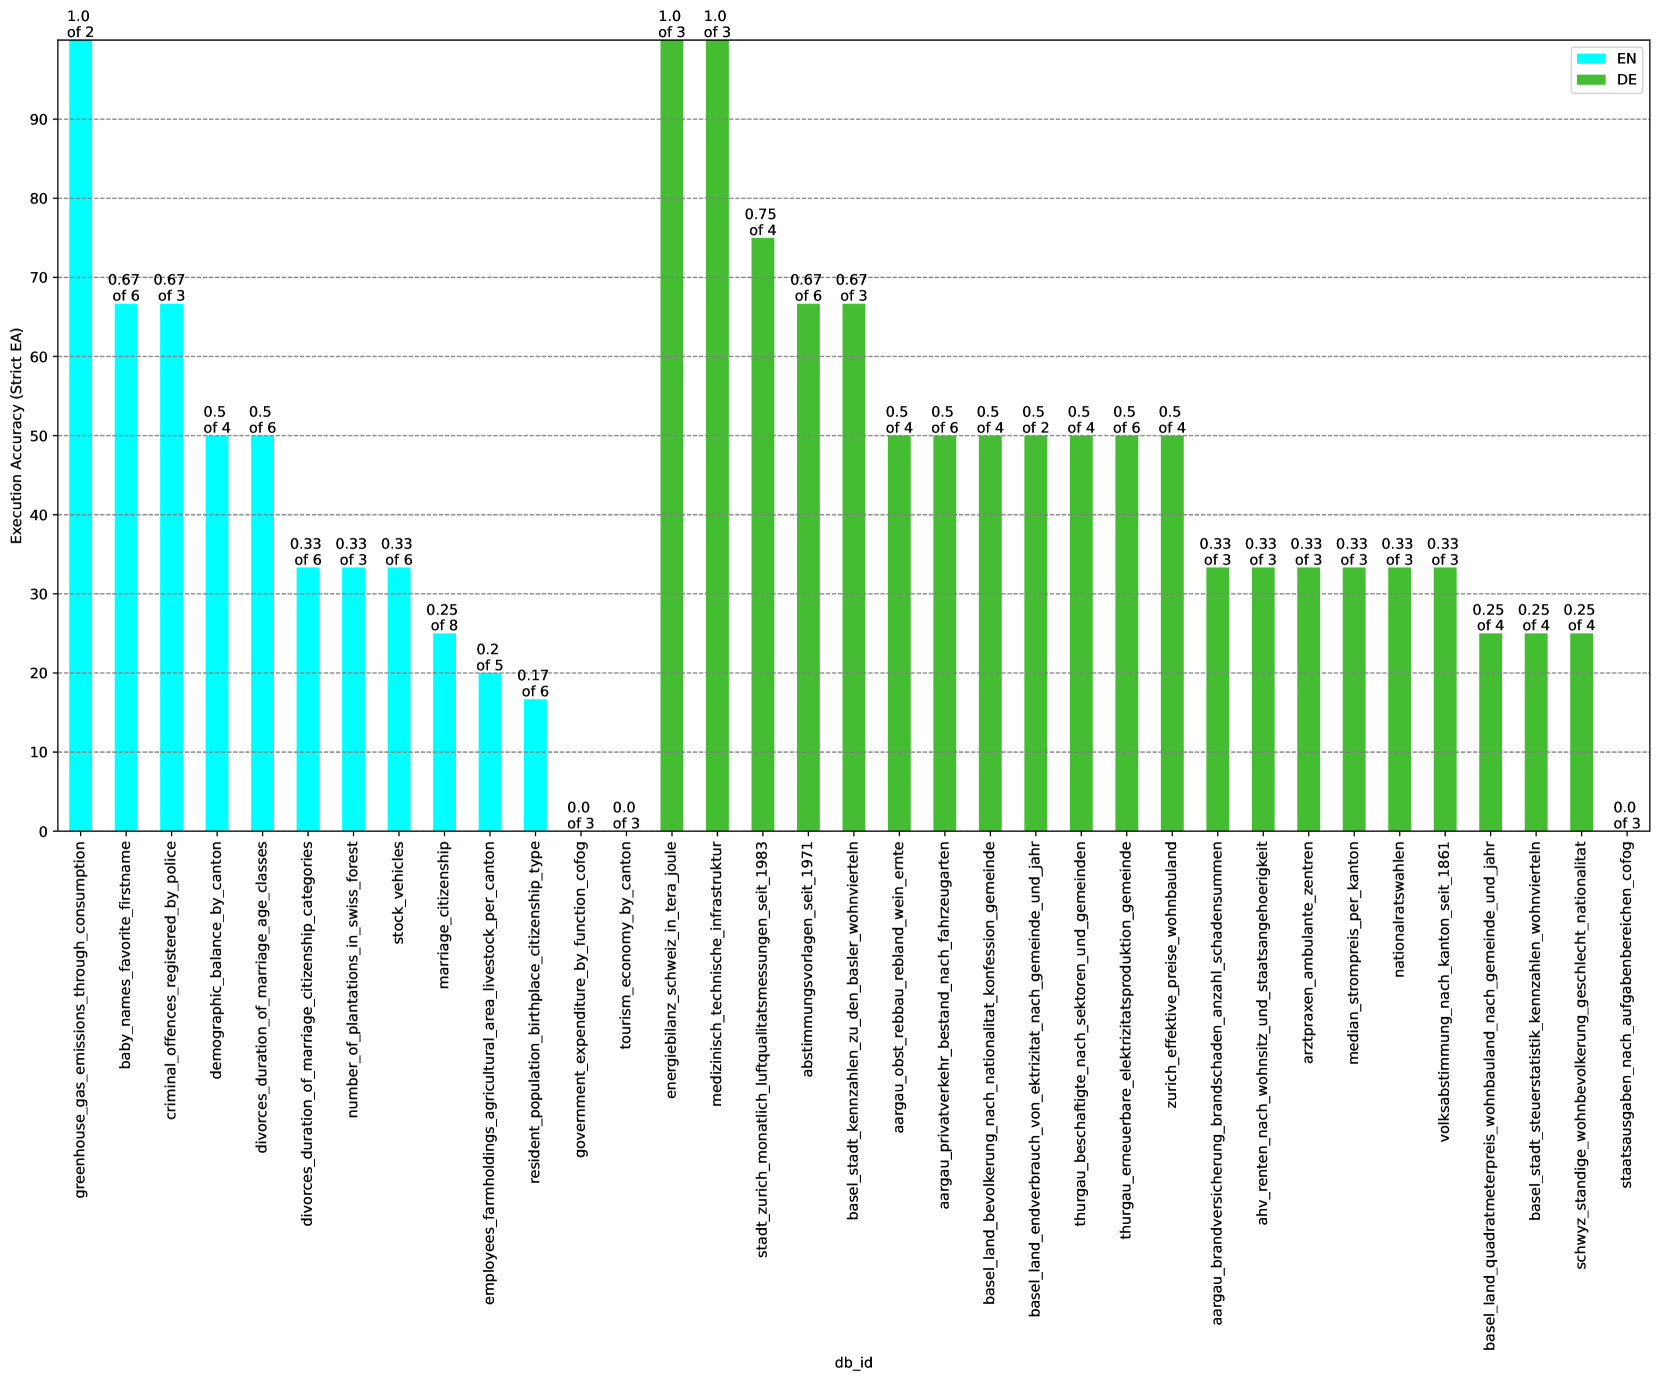 1.0
of 2
0.67
of 6
0.67
of 3
0.5
of 4
0.5
of 6
0.33
of 6
0.33
of 3
0.33
of 6
0.25
of 8
0.2
of 5
0.17
of 6
0.0
of 3
0.0
of 3
1.0
of 3
1.0
of 3
0.75
of 4
0.67
of 6
0.67
of 3
0.5
of 4
0.5
of 6
0.5
of 4
0.5
of 2
0.5
of 4
0.5
of 6
0.5
of 4
0.33
of 3
0.33
of 3
0.33
of 3
0.33
of 3
0.33
of 3
0.33
of 3
0.25
of 4
0.25
of 4
0.25
of 4
0.0
of 3
EN
DE
90
80
70
60
50
40
30
20
10
0
Execution Accuracy (Strict EA)
greenhouse_gas_emissions_through_consumption
baby_names_favorite_firstname
criminal_offences_registered_by_police
demographic_balance_by_canton
divorces_duration_of_marriage_age_classes
divorces_duration_of_marriage_citizenship_categories
number_of_plantations_in_swiss_forest
stock_vehicles
marriage_citizenship
employees_farmholdings_agricultural_area_livestock_per_canton
resident_population_birthplace_citizenship_type
government_expenditure_by_function_cofog
tourism_economy_by_canton
energiebilanz_schweiz_in_tera_joule
medizinisch_technische_infrastruktur
stadt_zurich_monatlich_luftqualitatsmessungen_seit_1983
abstimmungsvorlagen_seit_1971
basel_stadt_kennzahlen_zu_den_basler_wohnvierteln
aargau_obst_rebbau_rebland_wein_ernte
aargau_privatverkehr_bestand_nach_fahrzeugarten
basel_land_bevolkerung_nach_nationalitat_konfession_gemeinde
basel_land_endverbrauch_von_ektrizitat_nach_gemeinde_und_jahr
thurgau_beschaftigte_nach_sektoren_und_gemeinden
thurgau_erneuerbare_elektrizitatsproduktion_gemeinde
zurich_effektive_preise_wohnbauland
aargau_brandversicherung_brandschaden_anzahl_schadensummen
ahv_renten_nach_wohnsitz_und_staatsangehorigkeit
arztpraxen_ambulante_zentren
median_strompreis_per_kanton
nationalratswahlen
volksabstimmung_nach_kanton_seit_1861
basel_land_quadratmeterpreis_wohnbauland_nach_gemeinde_und_jahr
basel_stadt_steuerstatistik_kennzahlen_wohnvierteln
schwyz_standige_wohnbevolkerung_geschlecht_nationalitat
staatsausgaben_nach_aufgabenbereichen_cofog
db_id